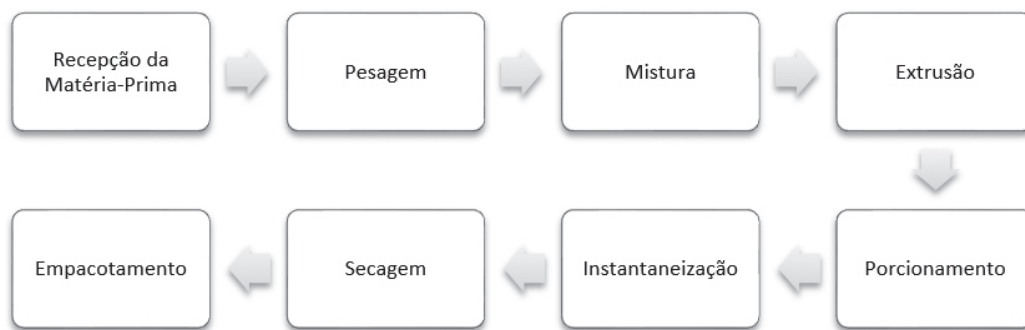 Recepção da
Matéria-Prima
Pesagem
Mistura
Extrusão
Porcionamento
Instantaneização
Secagem
Empacotamento